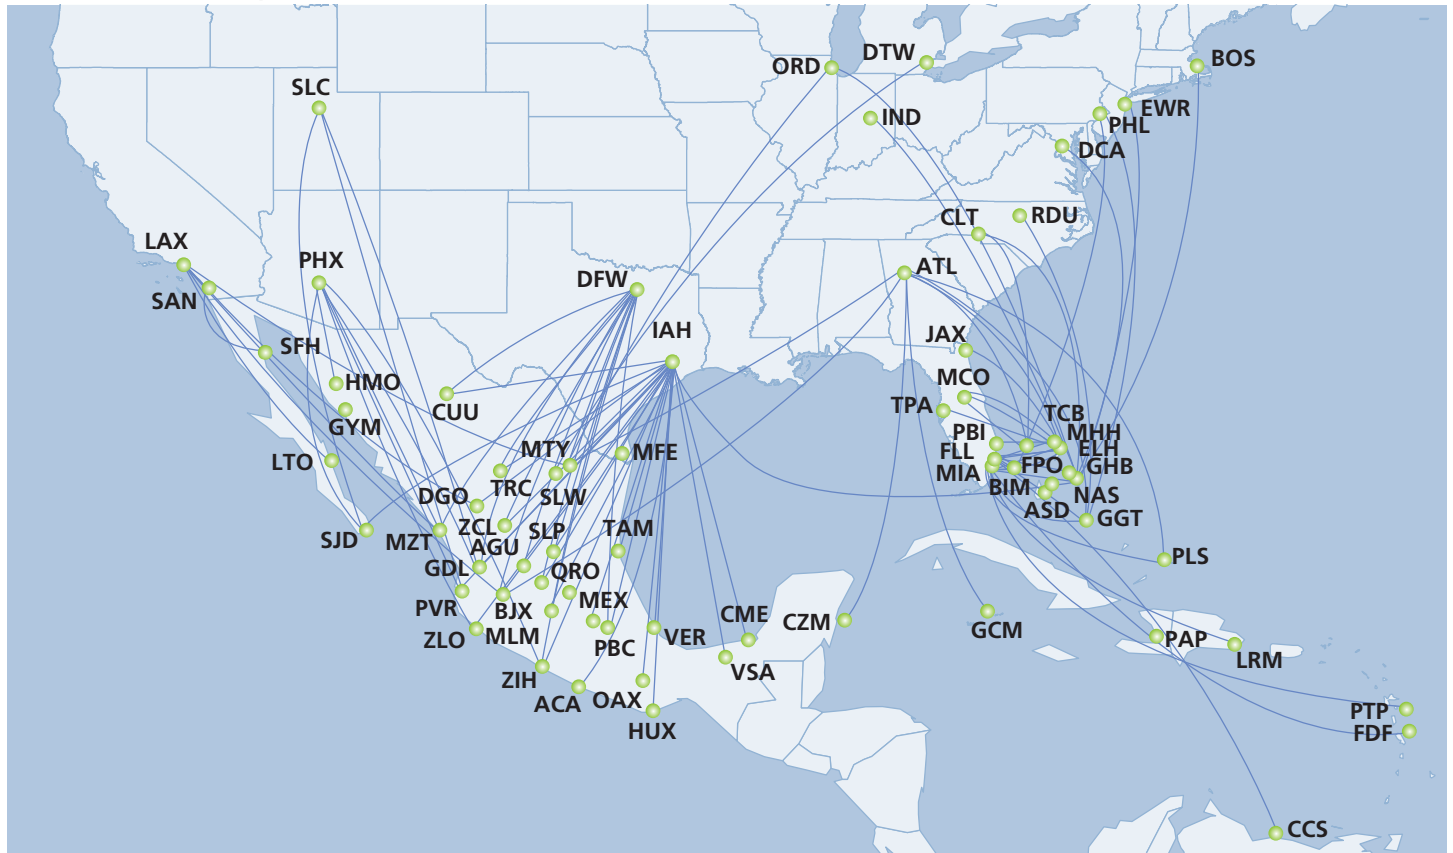 DTW
ORD
BOS
SLC
EWR
IND
PHL
DCA
CLT
RDU
LAX
PHX
ATL
DFW
SAN
IAH
JAX
SFH
MCO
HMO
TPA
CUU
TCB
GYM
MHH
PBI
MTY
MFE
ELH
FLL
LTO
FPO
GHB
MIA
TRC
BIM
DGO
SLW
NAS
ASD
GGT
ZCL
SLP
TAM
SJD
MZT
AGU
PLS
GDL
QRO
MEX
PVR
BJX
CME
CZM
GCM
ZLO
MLM
VER
PAP
PBC
LRM
VSA
ZIH
OAX
ACA
PTP
HUX
FDF
CCS